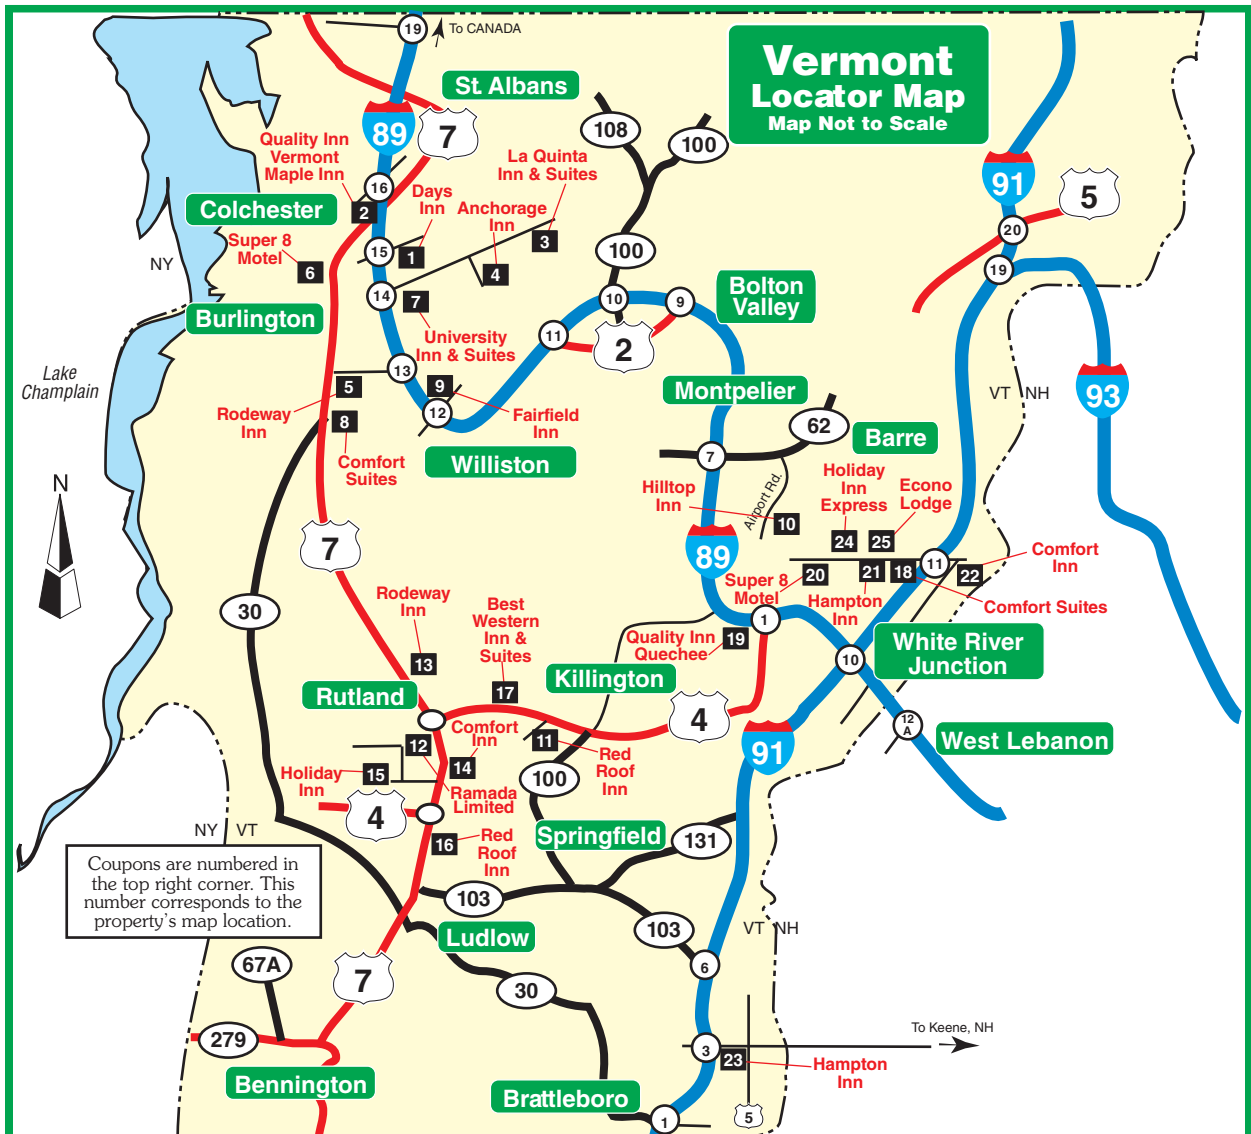 Vermont
Locator Map
Map Not to Scale
19
To CANADA
St. Albans
89
7
108
100
91
5
Quality Inn
Vermont
Maple Inn
La Quinta
Inn & Suites
16
2
Days
Inn
Anchorage
Inn
Colchester
20
Super 8
Motel
6
15
1
3
4
100
NY
19
14
7
10
9
Bolton
Valley
Burlington
University
Inn & Suites
11
2
Lake
Champlain
13
5
9
Montpelier
VT
NH
93
Rodeway
Inn
8
12
Fairfield
Inn
62
Barre
Comfort
Suites
Williston
7
Holiday
Inn
Express
Econo
Lodge
N
Hilltop
Inn
Airport Rd.
10
24
25
7
89
11
Comfort
Inn
Super 8
Motel
20
21
18
22
Hampton
Inn
Comfort Suites
30
Rodeway
Inn
Best
Western
Inn &
Suites
1
Quality Inn
Quechee
19
White River
Junction
10
13
Killington
Rutland
17
4
12
A
West Lebanon
91
12
Comfort
Inn
14
11
Red
Roof
Inn
Holiday
Inn
15
100
Ramada
Limited
4
NY
VT
Springfield
131
16
Red
Roof
Inn
Coupons are numbered in
the top right corner. This
number corresponds to the
property's map location.
103
103
VT
NH
Ludlow
67A
7
6
30
279
To Keene, NH
3
23
Hampton
Inn
Bennington
Brattleboro
1
5